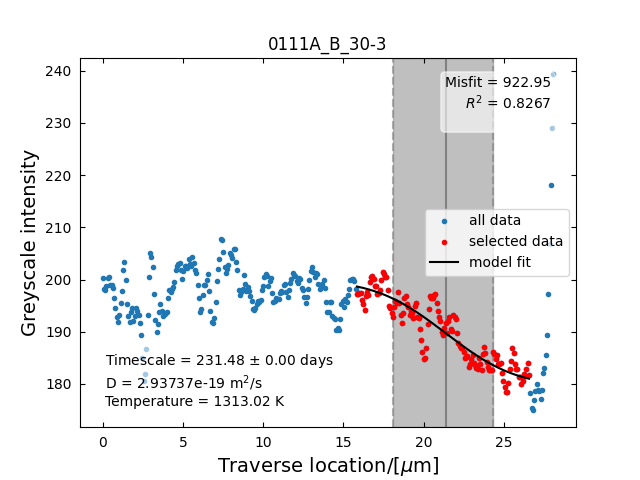 0111A_B_30-3
Misfit = 922.95
R² = 0.8267
all data
selected data
model fit
Timescale = 231.48 ± 0.00 days
D = 2.93737e-19 m²/s
Temperature = 1313.02 K
Greyscale intensity
240
230
220
210
200
190
180
0 5 10 15 20 25
Traverse location/[μm]